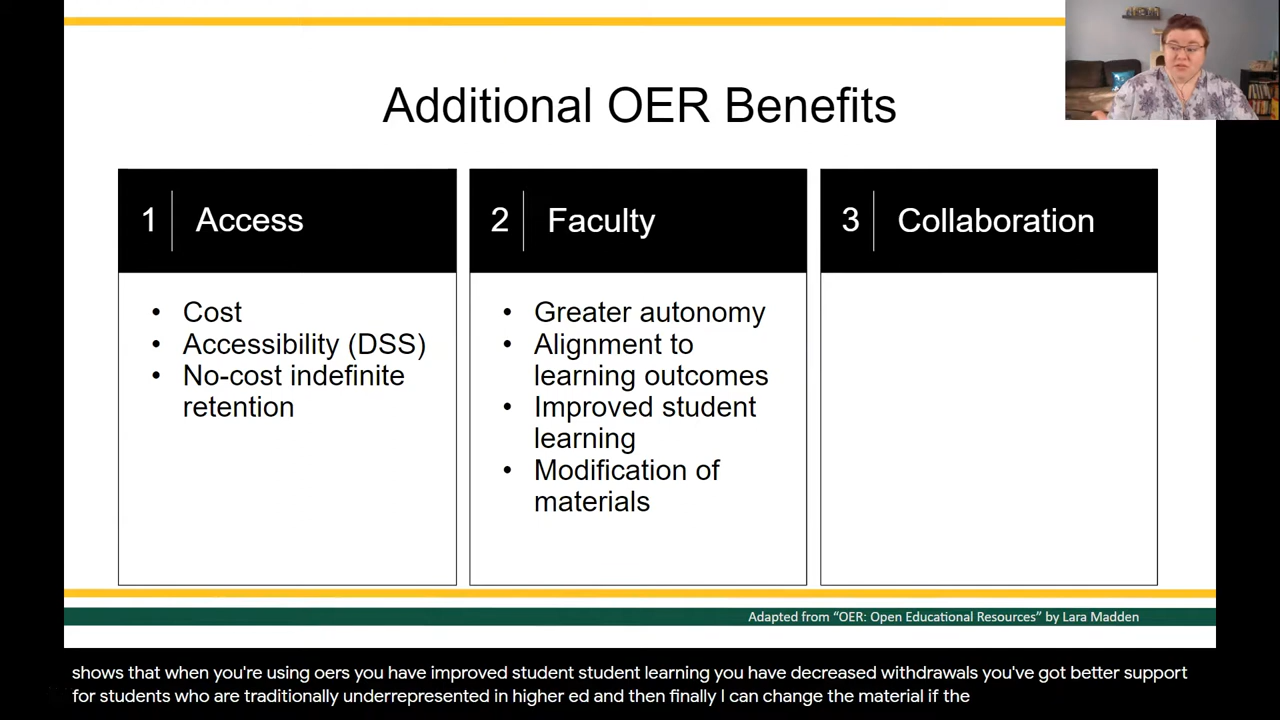 Additional OER Benefits
1 Access
• Cost
• Accessibility (DSS)
• No-cost indefinite
retention
2 Faculty
• Greater autonomy
• Alignment to
learning outcomes
• Improved student
learning
• Modification of
materials
3 Collaboration
Adapted from “OER: Open Educational Resources” by Lara Madden
shows that when you're using oers you have improved student student learning you have decreased withdrawals you've got better support
for students who are traditionally underrepresented in higher ed and then finally I can change the material if the